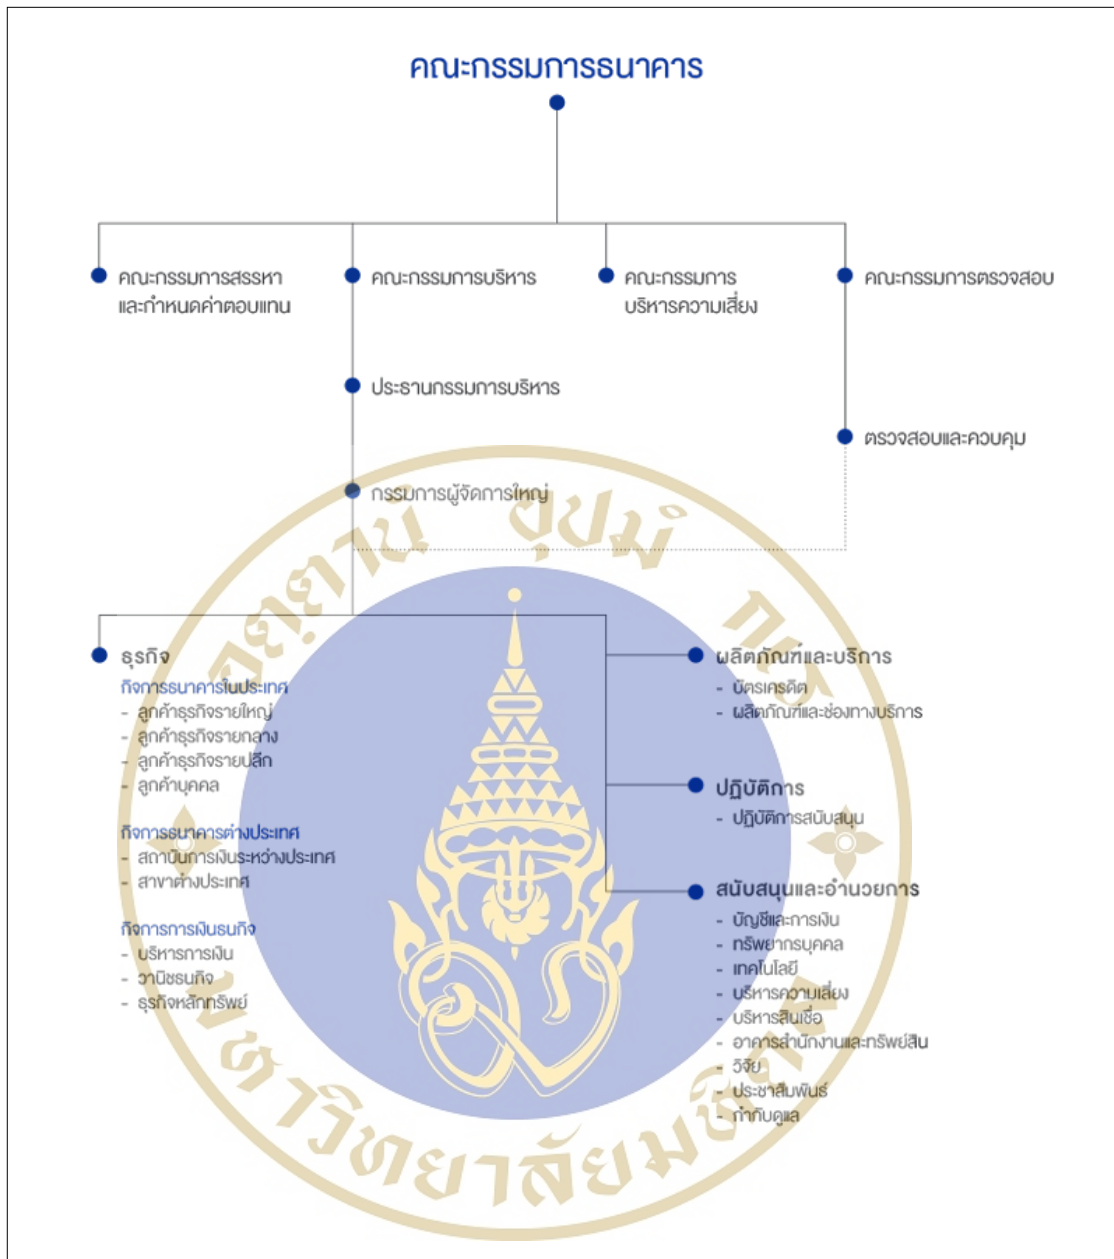 คณะกรรมการธนาคาร
คณะกรรมการสรรหา
และกำหนดค่าตอบแทน
คณะกรรมการบริหาร
คณะกรรมการ
บริหารความเสี่ยง
คณะกรรมการตรวจสอบ
ประธานกรรมการบริหาร
ตรวจสอบและควบคุม
กรรมการผู้จัดการใหญ่
ธุรกิจ
กิจการธนาคารในประเทศ
- ลูกค้าธุรกิจรายใหญ่
- ลูกค้าธุรกิจรายกลาง
- ลูกค้าธุรกิจรายปลีก
- ลูกค้าบุคคล
กิจการธนาคารต่างประเทศ
- สถาบันการเงินระหว่างประเทศ
- สาขาต่างประเทศ
กิจการการเงินธนกิจ
- บริหารการเงิน
- วานิชธนกิจ
- ธุรกิจหลักทรัพย์
ผลิตภัณฑ์และบริการ
- บัตรเครดิต
- ผลิตภัณฑ์และช่องทางบริการ
ปฏิบัติการ
- ปฏิบัติการสนับสนุน
สนับสนุนและอำนวยการ
- บัญชีและการเงิน
- ทรัพยากรบุคคล
- เทคโนโลยี
- บริหารความเสี่ยง
- บริหารสินเชื่อ
- อาคารสำนักงานและทรัพย์สิน
- วิจัย
- ประชาสัมพันธ์
- กำกับดูแล
อตฺตานํ อุปมํ กเร
มหาวิทยาลัยมหิดล